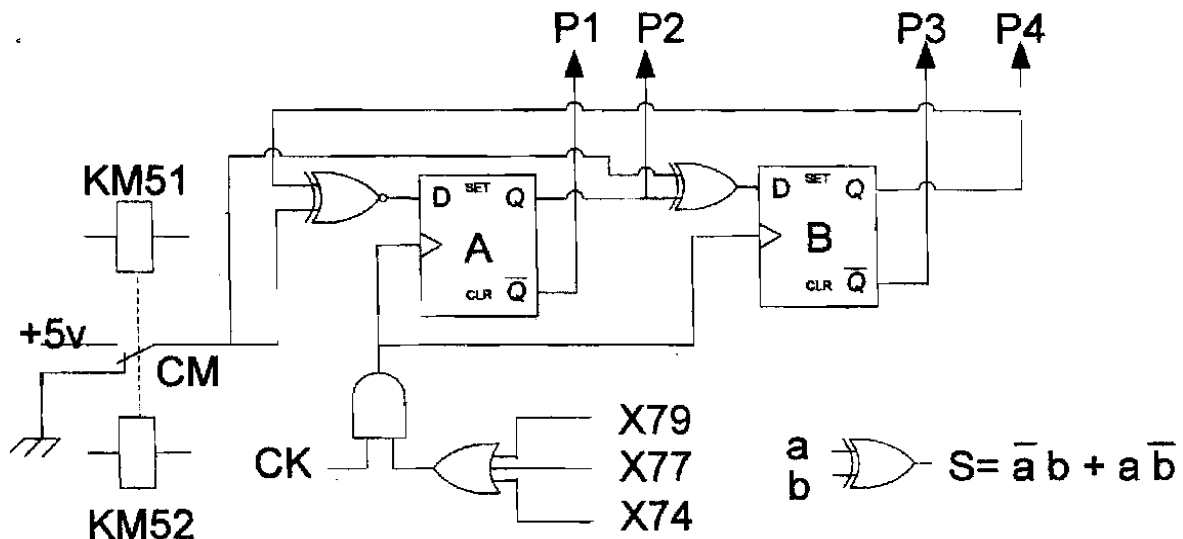 P1 P2 P3 P4
KM51
D SET Q
A
CLR Q̅
D SET Q
B
CLR Q̅
+5v
CM
CK
X79
X77
X74
KM52
a
b
S= a̅ b + a b̅